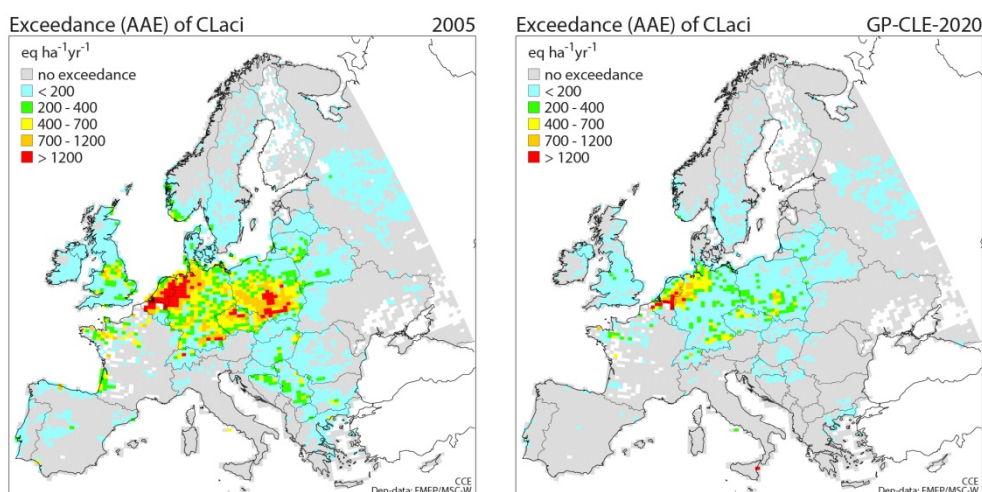 Exceedance (AAE) of CLaci 2005
eq ha⁻¹yr⁻¹
no exceedance
< 200
200 - 400
400 - 700
700 - 1200
> 1200
CCE
Dep-data: EMEP/MSC-W
Exceedance (AAE) of CLaci GP-CLE-2020
eq ha⁻¹yr⁻¹
no exceedance
< 200
200 - 400
400 - 700
700 - 1200
> 1200
CCE
Dep-data: EMEP/MSC-W